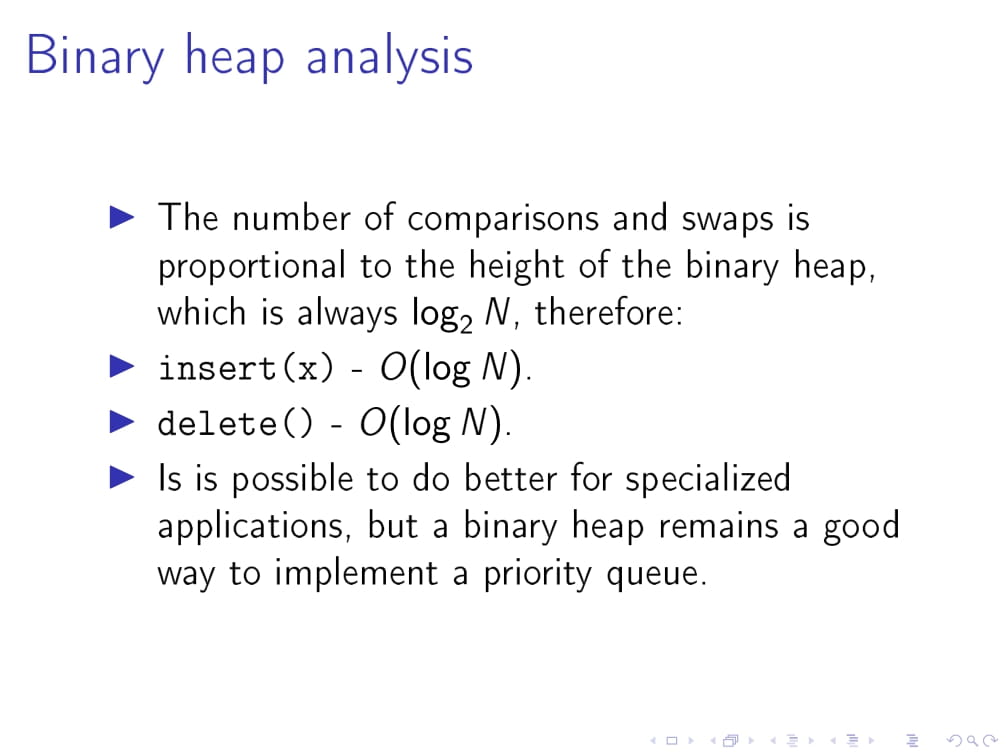 Binary heap analysis
▶ The number of comparisons and swaps is
proportional to the height of the binary heap,
which is always log₂ N, therefore:
▶ insert(x) - O(log N).
▶ delete() - O(log N).
▶ Is is possible to do better for specialized
applications, but a binary heap remains a good
way to implement a priority queue.